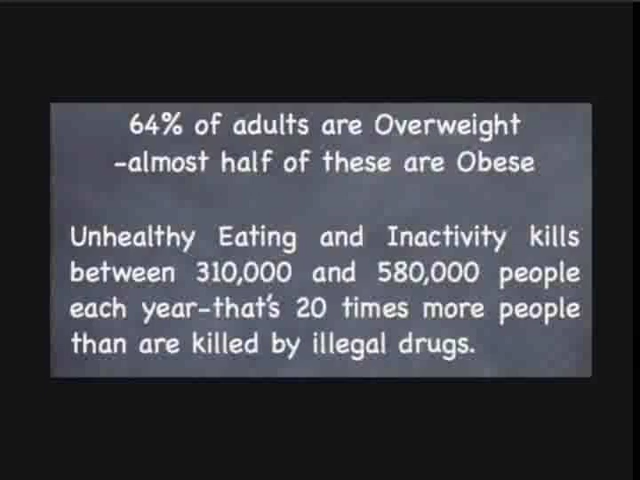 64% of adults are Overweight
-almost half of these are Obese
Unhealthy Eating and Inactivity kills
between 310,000 and 580,000 people
each year-that's 20 times more people
than are killed by illegal drugs.